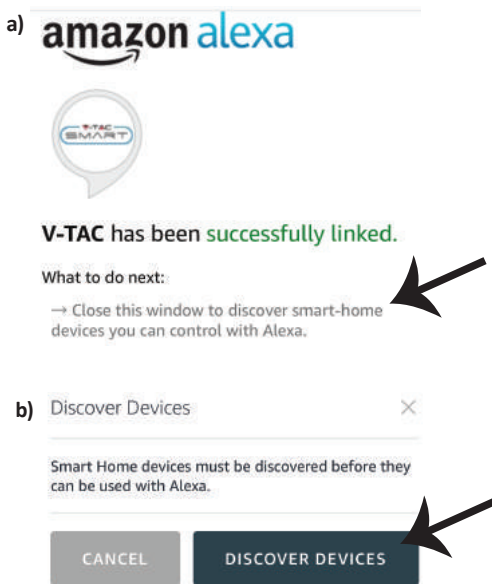 a)
amazon alexa
V-TAC
SMART
V-TAC has been successfully linked.
What to do next:
→ Close this window to discover smart-home
devices you can control with Alexa.
b) Discover Devices ×
Smart Home devices must be discovered before they
can be used with Alexa.
CANCEL DISCOVER DEVICES